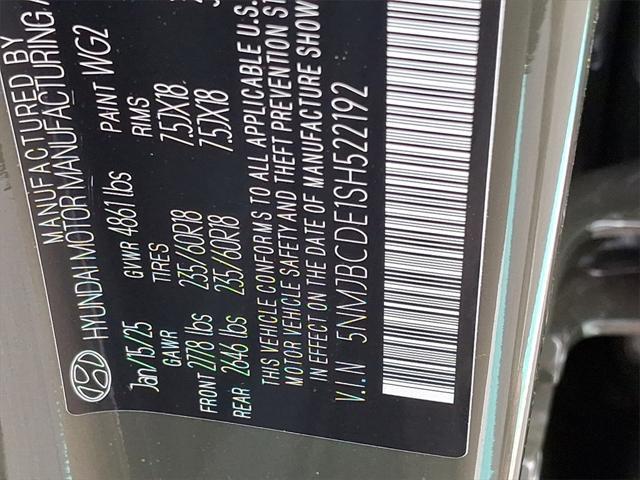 MANUFACTURED BY
HYUNDAI MOTOR MANUFACTURING
Jan/15/25 GVWR 4861 lbs PAINT WG2
GAWR TIRES RIMS
FRONT 2778 lbs 235/60R18 7.5JX18
REAR 2646 lbs 235/60R18 7.5JX18
THIS VEHICLE CONFORMS TO ALL APPLICABLE U.S.
MOTOR VEHICLE SAFETY AND THEFT PREVENTION
IN EFFECT ON THE DATE OF MANUFACTURE SHOW
V.I.N 5NMJBCDE1SH522192